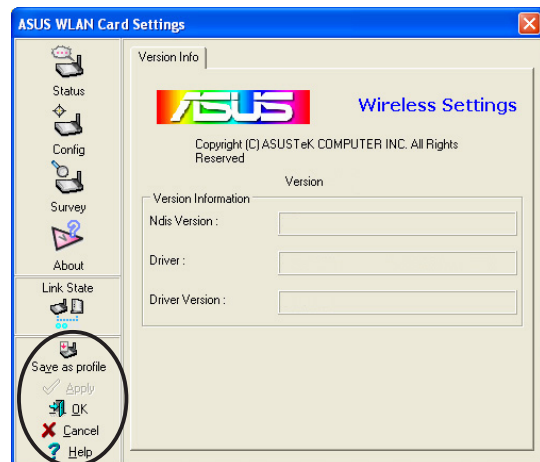 ASUS WLAN Card Settings
Status
Config
Survey
About
Link State
Save as profile
Apply
OK
Cancel
Help
Version Info
ASUS
Wireless Settings
Copyright (C) ASUSTeK COMPUTER INC. All Rights
Reserved
Version
Version Information
Ndis Version :
Driver :
Driver Version :